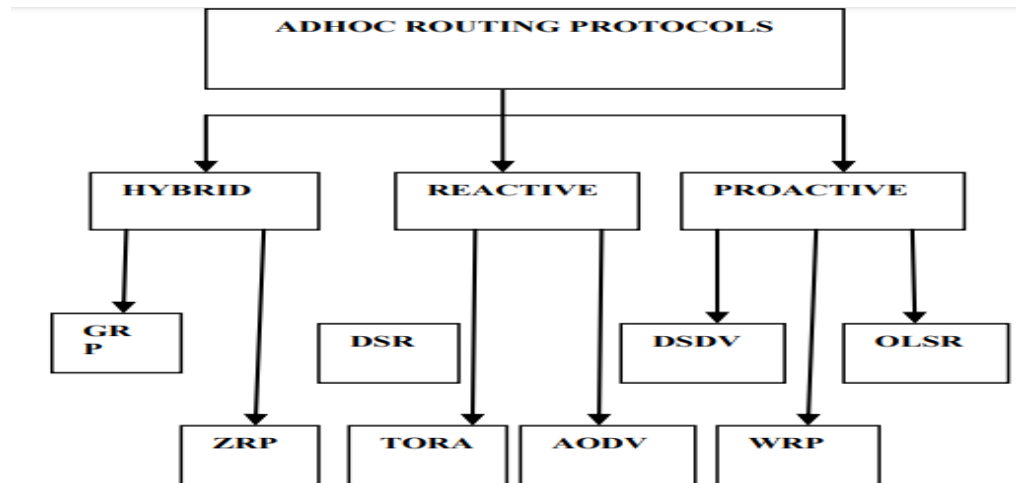 ADHOC ROUTING PROTOCOLS
HYBRID
REACTIVE
PROACTIVE
GR
P
DSR
DSDV
OLSR
ZRP
TORA
AODV
WRP